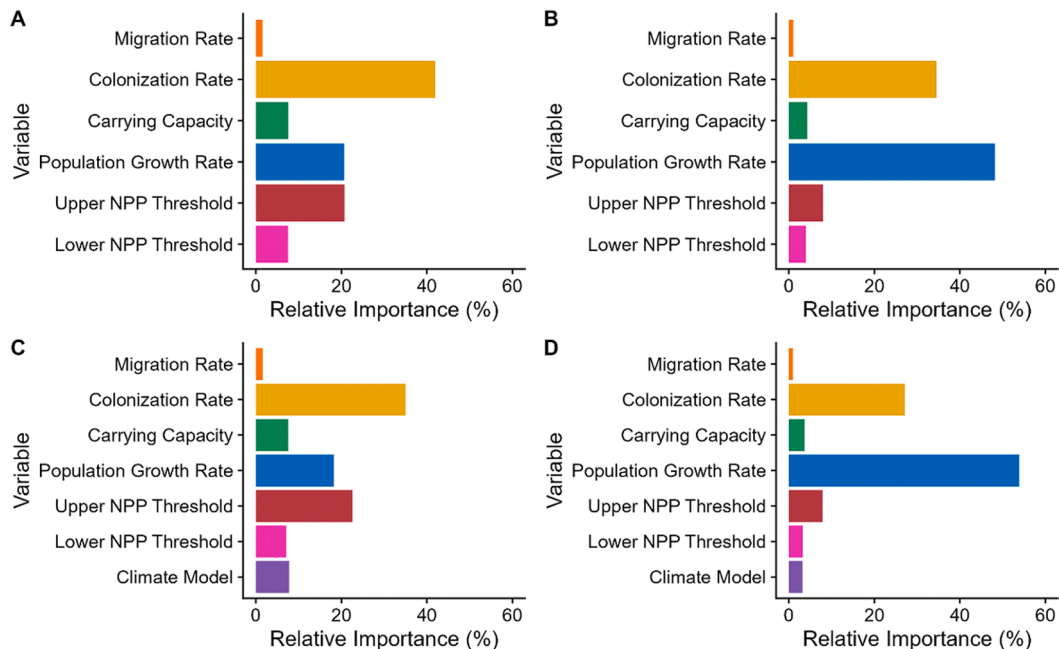 A
Variable
Migration Rate
Colonization Rate
Carrying Capacity
Population Growth Rate
Upper NPP Threshold
Lower NPP Threshold
0 20 40 60
Relative Importance (%)
B
Variable
Migration Rate
Colonization Rate
Carrying Capacity
Population Growth Rate
Upper NPP Threshold
Lower NPP Threshold
0 20 40 60
Relative Importance (%)
C
Variable
Migration Rate
Colonization Rate
Carrying Capacity
Population Growth Rate
Upper NPP Threshold
Lower NPP Threshold
Climate Model
0 20 40 60
Relative Importance (%)
D
Variable
Migration Rate
Colonization Rate
Carrying Capacity
Population Growth Rate
Upper NPP Threshold
Lower NPP Threshold
Climate Model
0 20 40 60
Relative Importance (%)